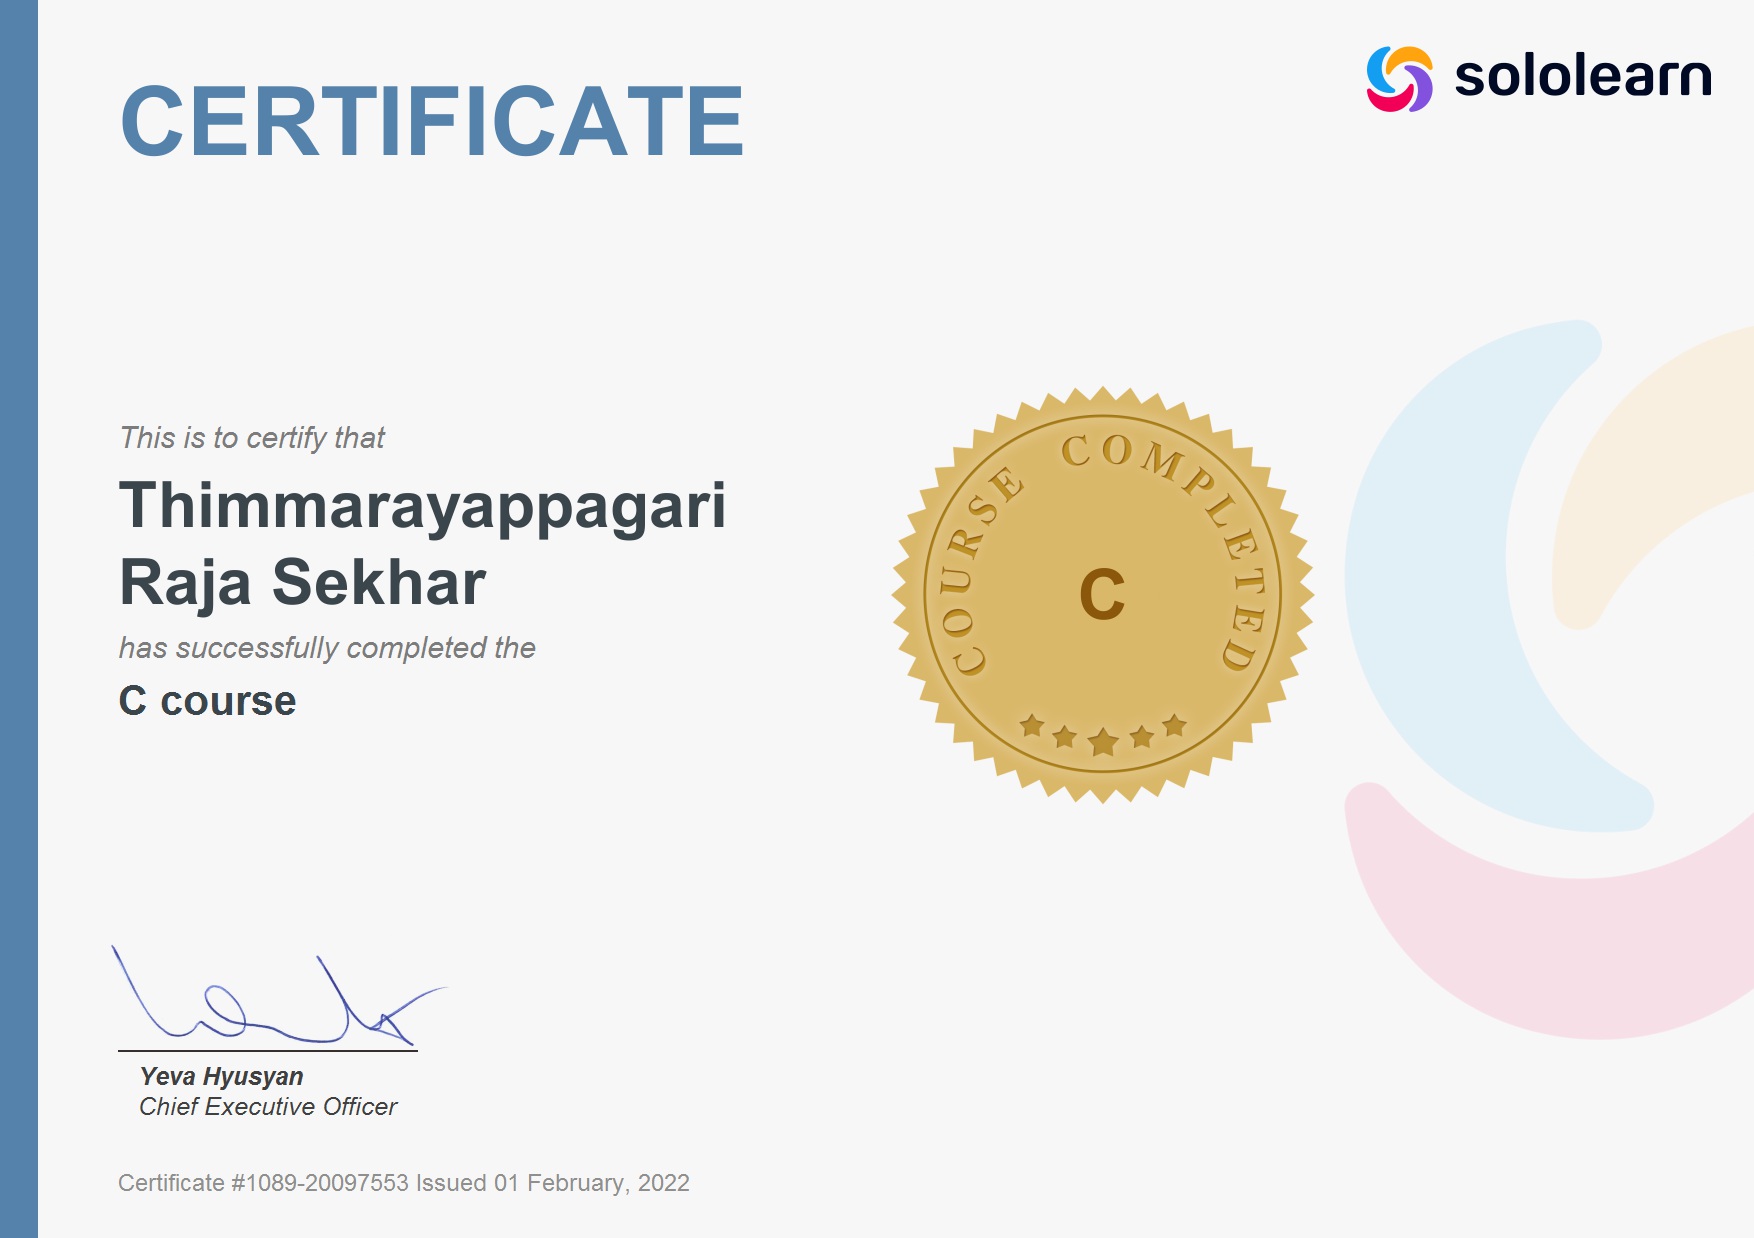 CERTIFICATE
sololearn
This is to certify that
Thimmarayappagari
Raja Sekhar
has successfully completed the
C course
COURSE COMPLETED
C
Yeva Hyusyan
Chief Executive Officer
Certificate #1089-20097553 Issued 01 February, 2022